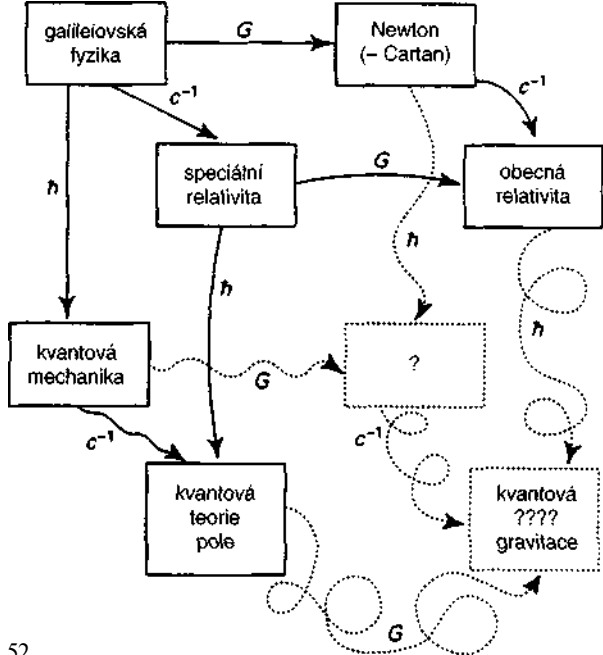 galileiovská
fyzika
G
Newton
(– Cartan)
c⁻¹
c⁻¹
speciální
relativita
G
obecná
relativita
ħ
ħ
ħ
ħ
kvantová
mechanika
G
?
c⁻¹
c⁻¹
kvantová
teorie
pole
kvantová
????
gravitace
G
52